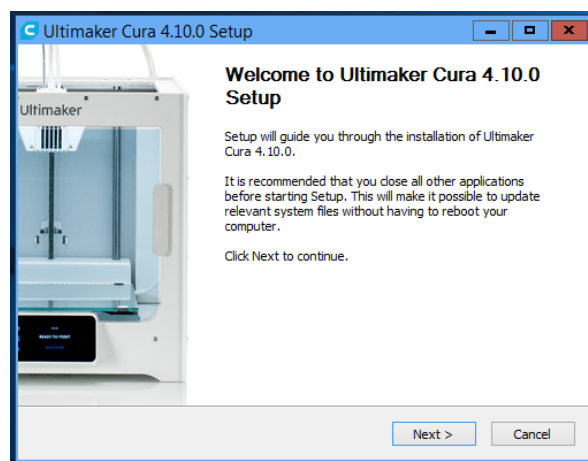 Ultimaker Cura 4.10.0 Setup
Ultimaker
Welcome to Ultimaker Cura 4.10.0
Setup
Setup will guide you through the installation of Ultimaker
Cura 4.10.0.
It is recommended that you close all other applications
before starting Setup. This will make it possible to update
relevant system files without having to reboot your
computer.
Click Next to continue.
READY TO PRINT
Next >
Cancel